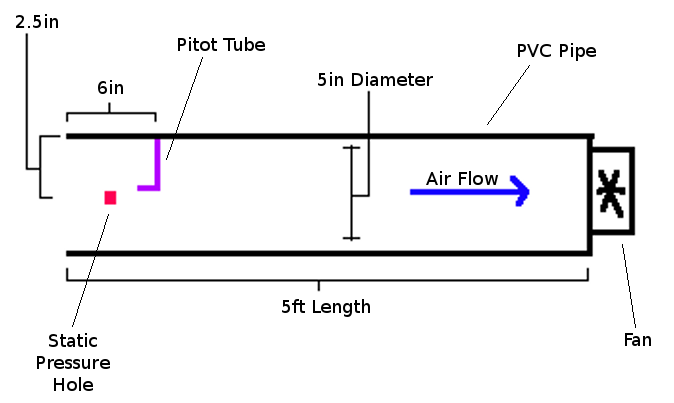 2.5in
Pitot Tube
PVC Pipe
6in
5in Diameter
Air Flow
5ft Length
Static
Pressure
Hole
Fan